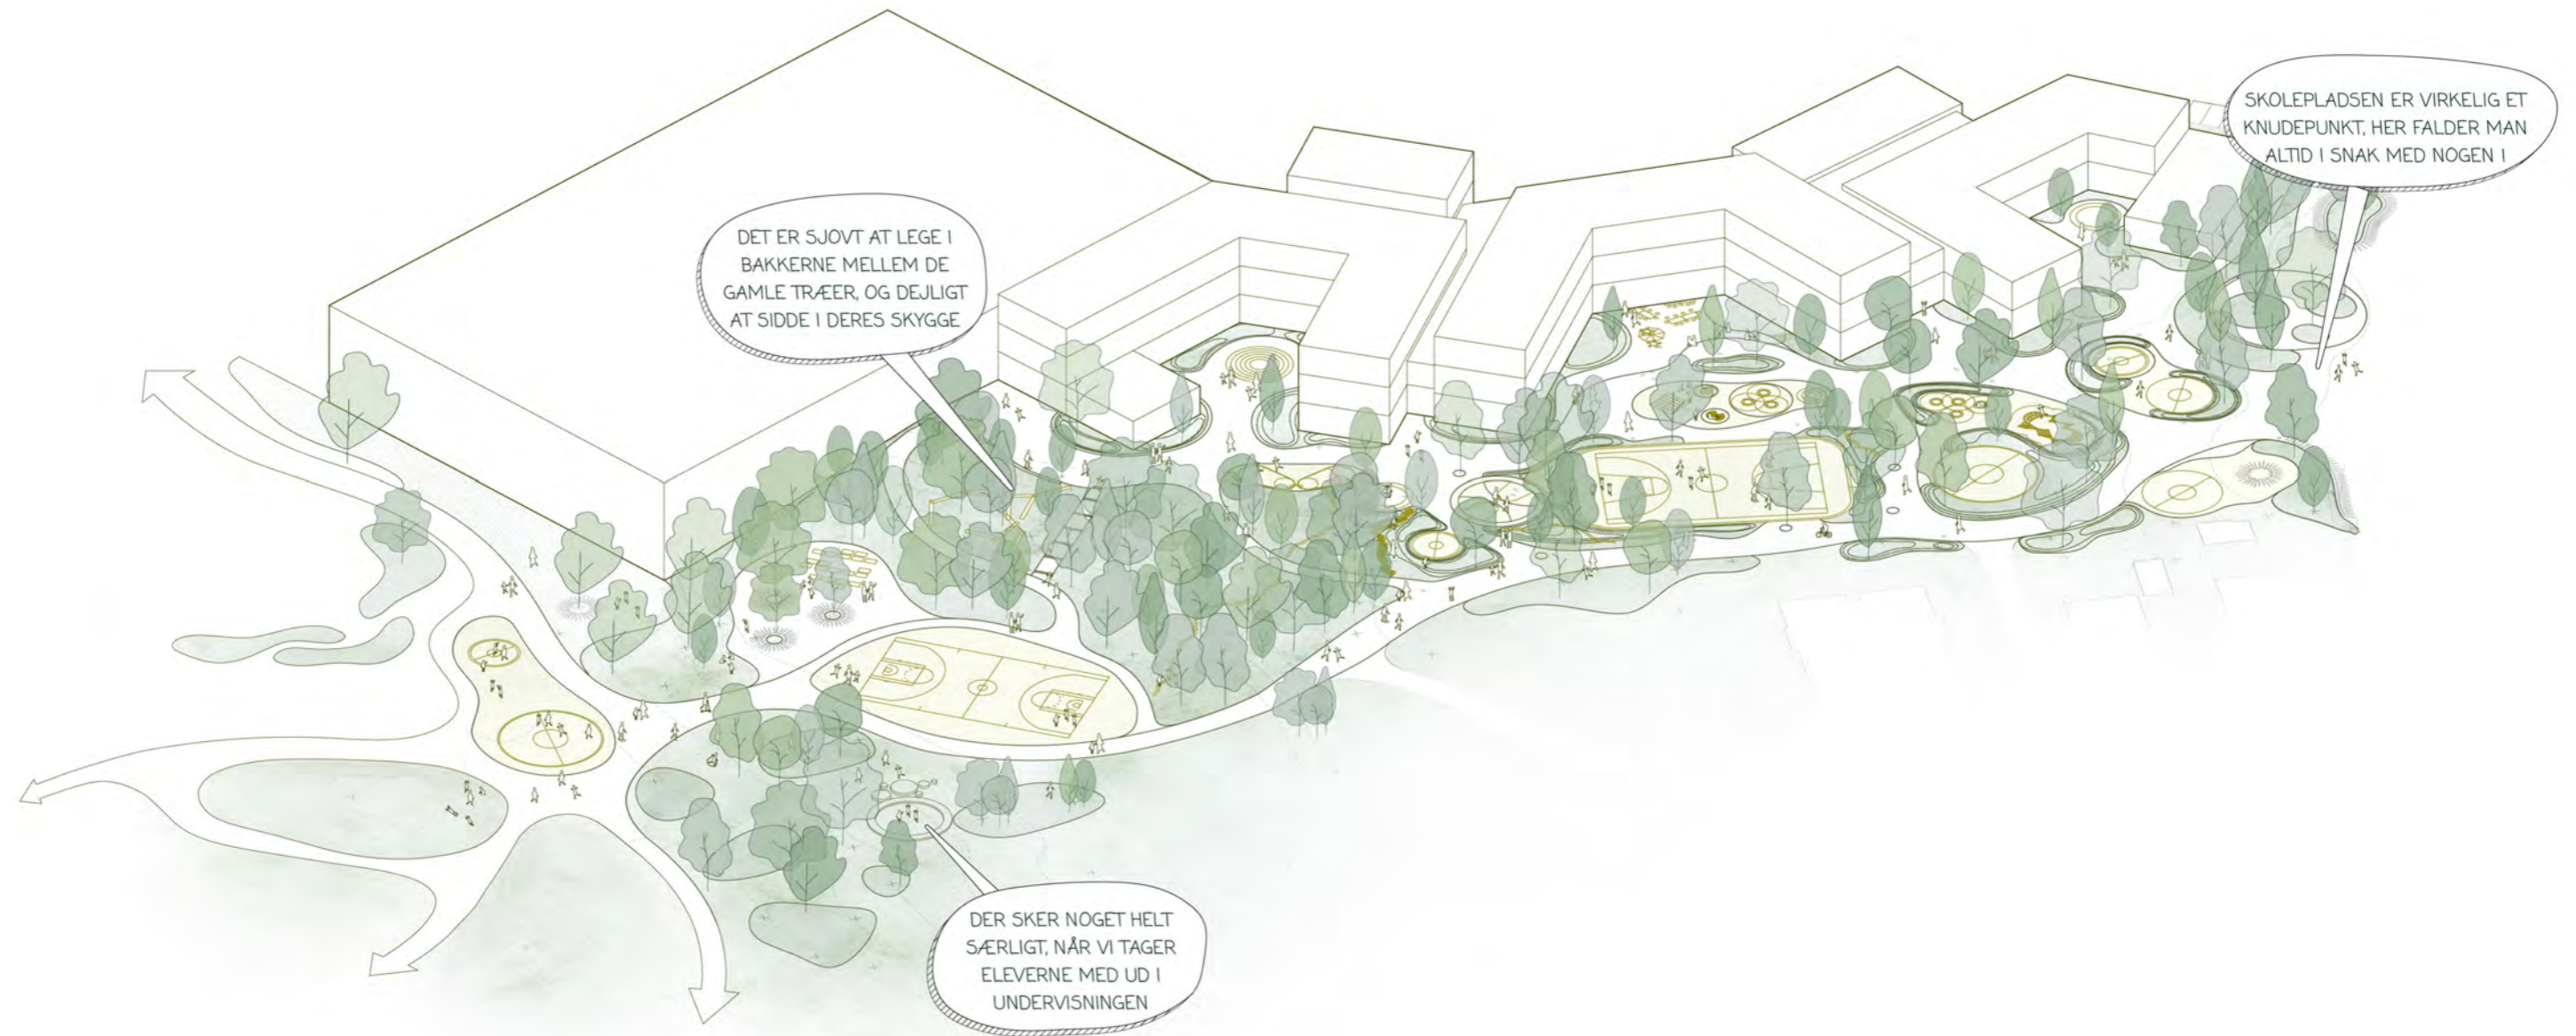 SKOLEPLADSEN ER VIRKELIG ET
KNUDEPUNKT, HER FALDER MAN
ALTID I SNAK MED NOGEN I
DET ER SJOVT AT LEGE I
BAKKERNE MELLEM DE
GAMLE TRÆER, OG DEJLIGT
AT SIDDE I DERES SKYGGE
DER SKER NOGET HELT
SÆRLIGT, NÅR VI TAGER
ELEVERNE MED UD I
UNDERVISNINGEN